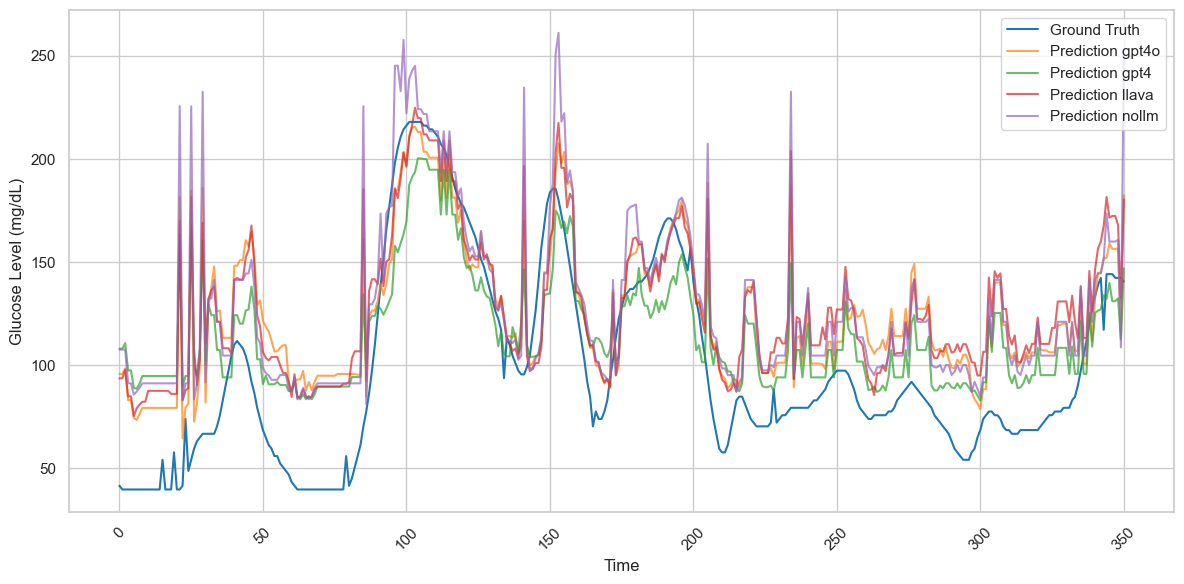 Ground Truth
Prediction gpt4o
Prediction gpt4
Prediction llava
Prediction nollm
Glucose Level (mg/dL)
250
200
150
100
50
0
50
100
150
200
250
300
350
Time